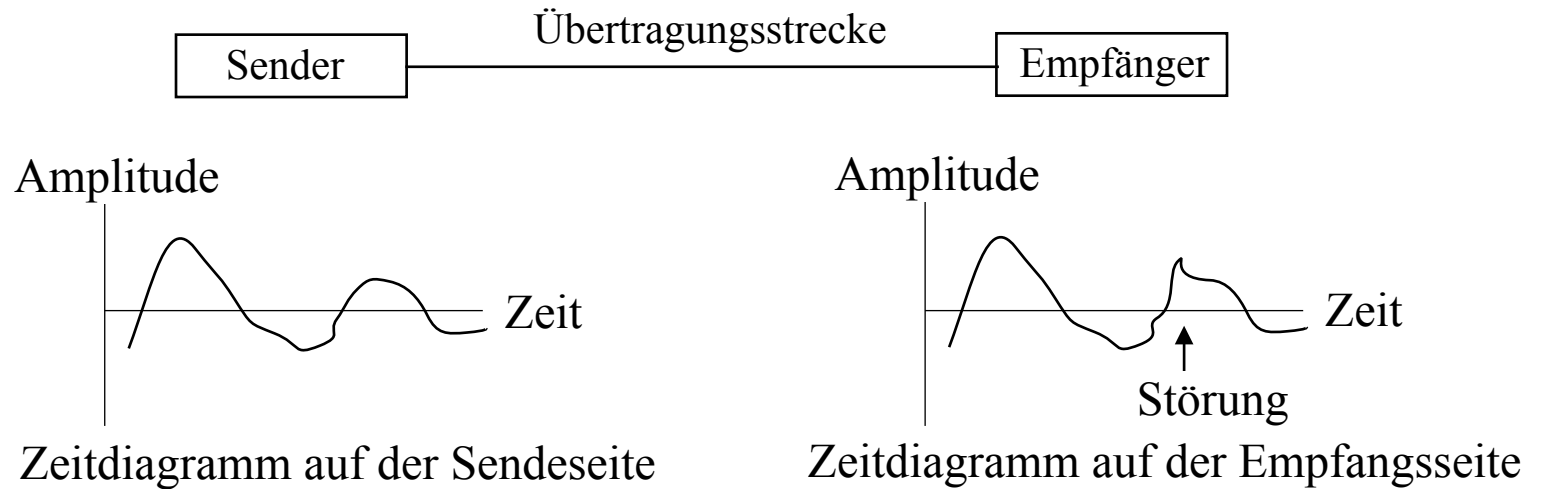 Übertragungsstrecke
Sender
Empfänger
Amplitude
Amplitude
Zeit
Zeit
Störung
Zeitdiagramm auf der Sendeseite
Zeitdiagramm auf der Empfangsseite